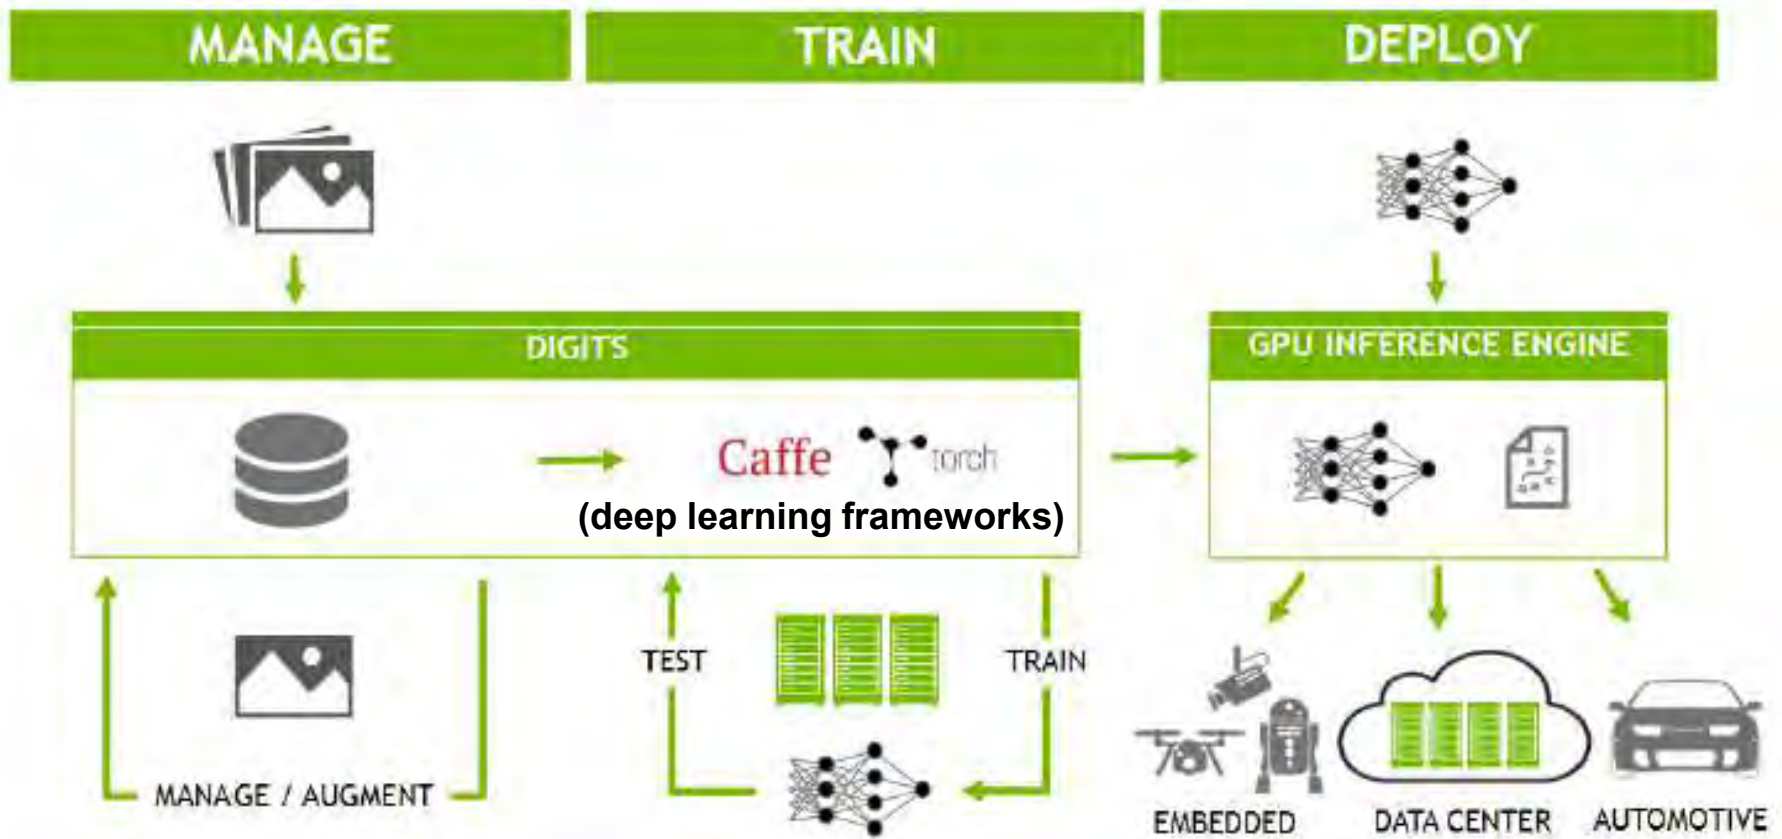 MANAGE
TRAIN
DEPLOY
DIGITS
GPU INFERENCE ENGINE
Caffe torch
(deep learning frameworks)
TEST
TRAIN
MANAGE / AUGMENT
EMBEDDED
DATA CENTER
AUTOMOTIVE